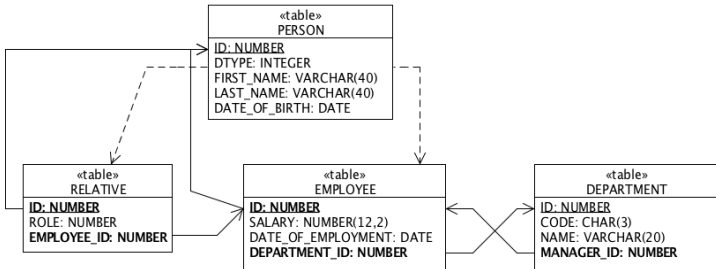 «table»
PERSON
ID: NUMBER
DTYPE: INTEGER
FIRST_NAME: VARCHAR(40)
LAST_NAME: VARCHAR(40)
DATE_OF_BIRTH: DATE
«table»
RELATIVE
ID: NUMBER
ROLE: NUMBER
EMPLOYEE_ID: NUMBER
«table»
EMPLOYEE
ID: NUMBER
SALARY: NUMBER(12,2)
DATE_OF_EMPLOYMENT: DATE
DEPARTMENT_ID: NUMBER
«table»
DEPARTMENT
ID: NUMBER
CODE: CHAR(3)
NAME: VARCHAR(20)
MANAGER_ID: NUMBER